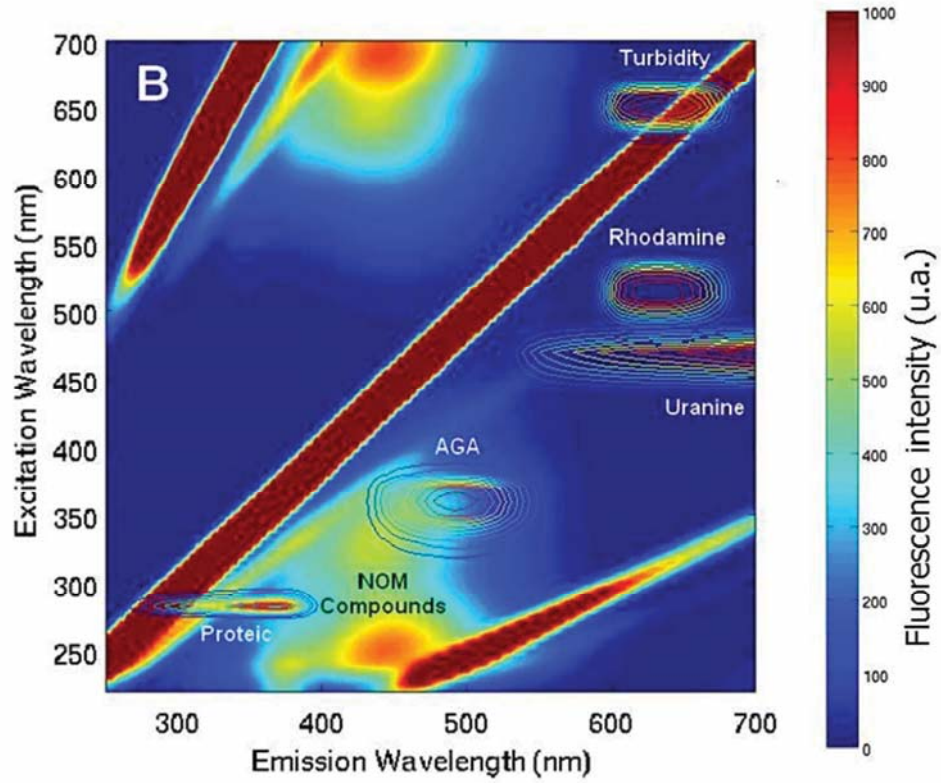 B
Turbidity
Rhodamine
Uranine
AGA
NOM
Compounds
Proteic
700
650
600
550
500
450
400
350
300
250
Excitation Wavelength (nm)
300 400 500 600 700
Emission Wavelength (nm)
1000
900
800
700
600
500
400
300
200
100
0
Fluorescence intensity (u.a.)